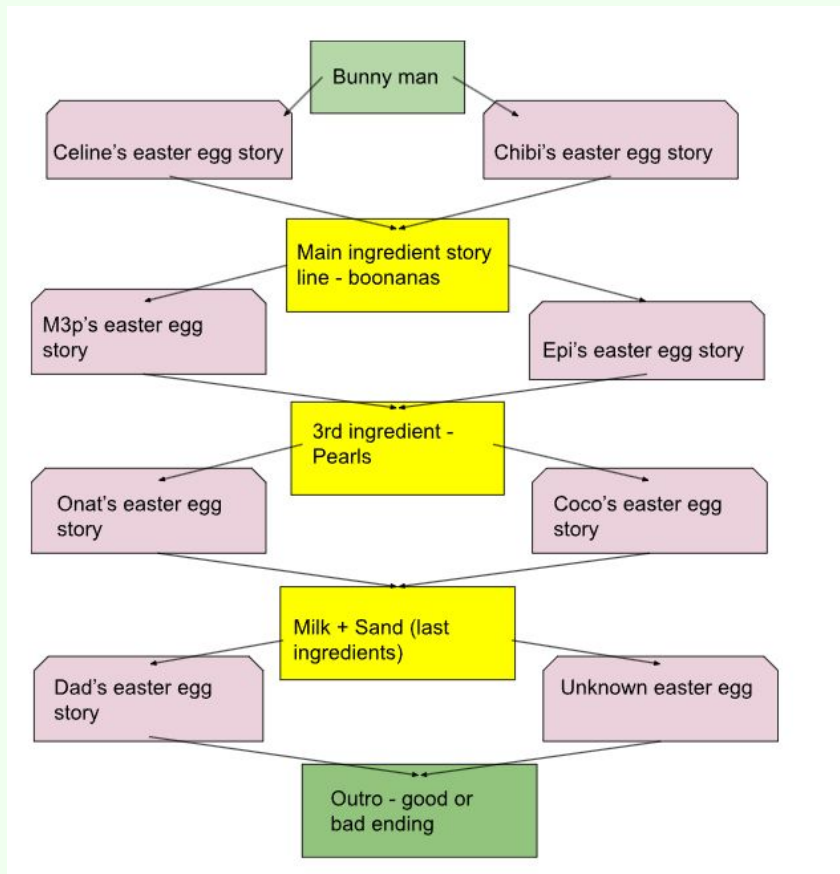 Bunny man
Celine's easter egg story
Chibi's easter egg story
Main ingredient story
line - boonanas
M3p's easter egg
story
Epi's easter egg story
3rd ingredient -
Pearls
Onat's easter egg
story
Coco's easter egg
story
Milk + Sand (last
ingredients)
Dad's easter egg
story
Unknown easter egg
Outro - good or
bad ending